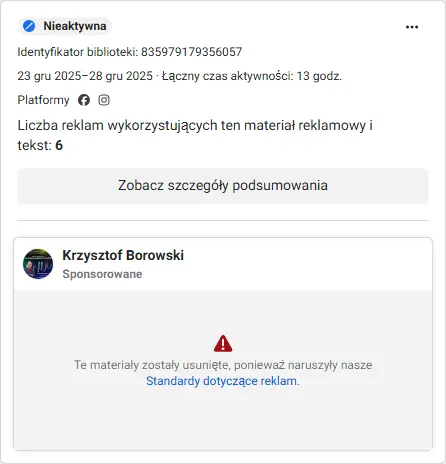 Nieaktywna
Identyfikator biblioteki: 835979179356057
23 gru 2025–28 gru 2025 · Łączny czas aktywności: 13 godz.
Platformy
Liczba reklam wykorzystujących ten materiał reklamowy i
tekst: 6
Zobacz szczegóły podsumowania
Krzysztof Borowski
Sponsorowane
Te materiały zostały usunięte, ponieważ naruszyły nasze
Standardy dotyczące reklam.